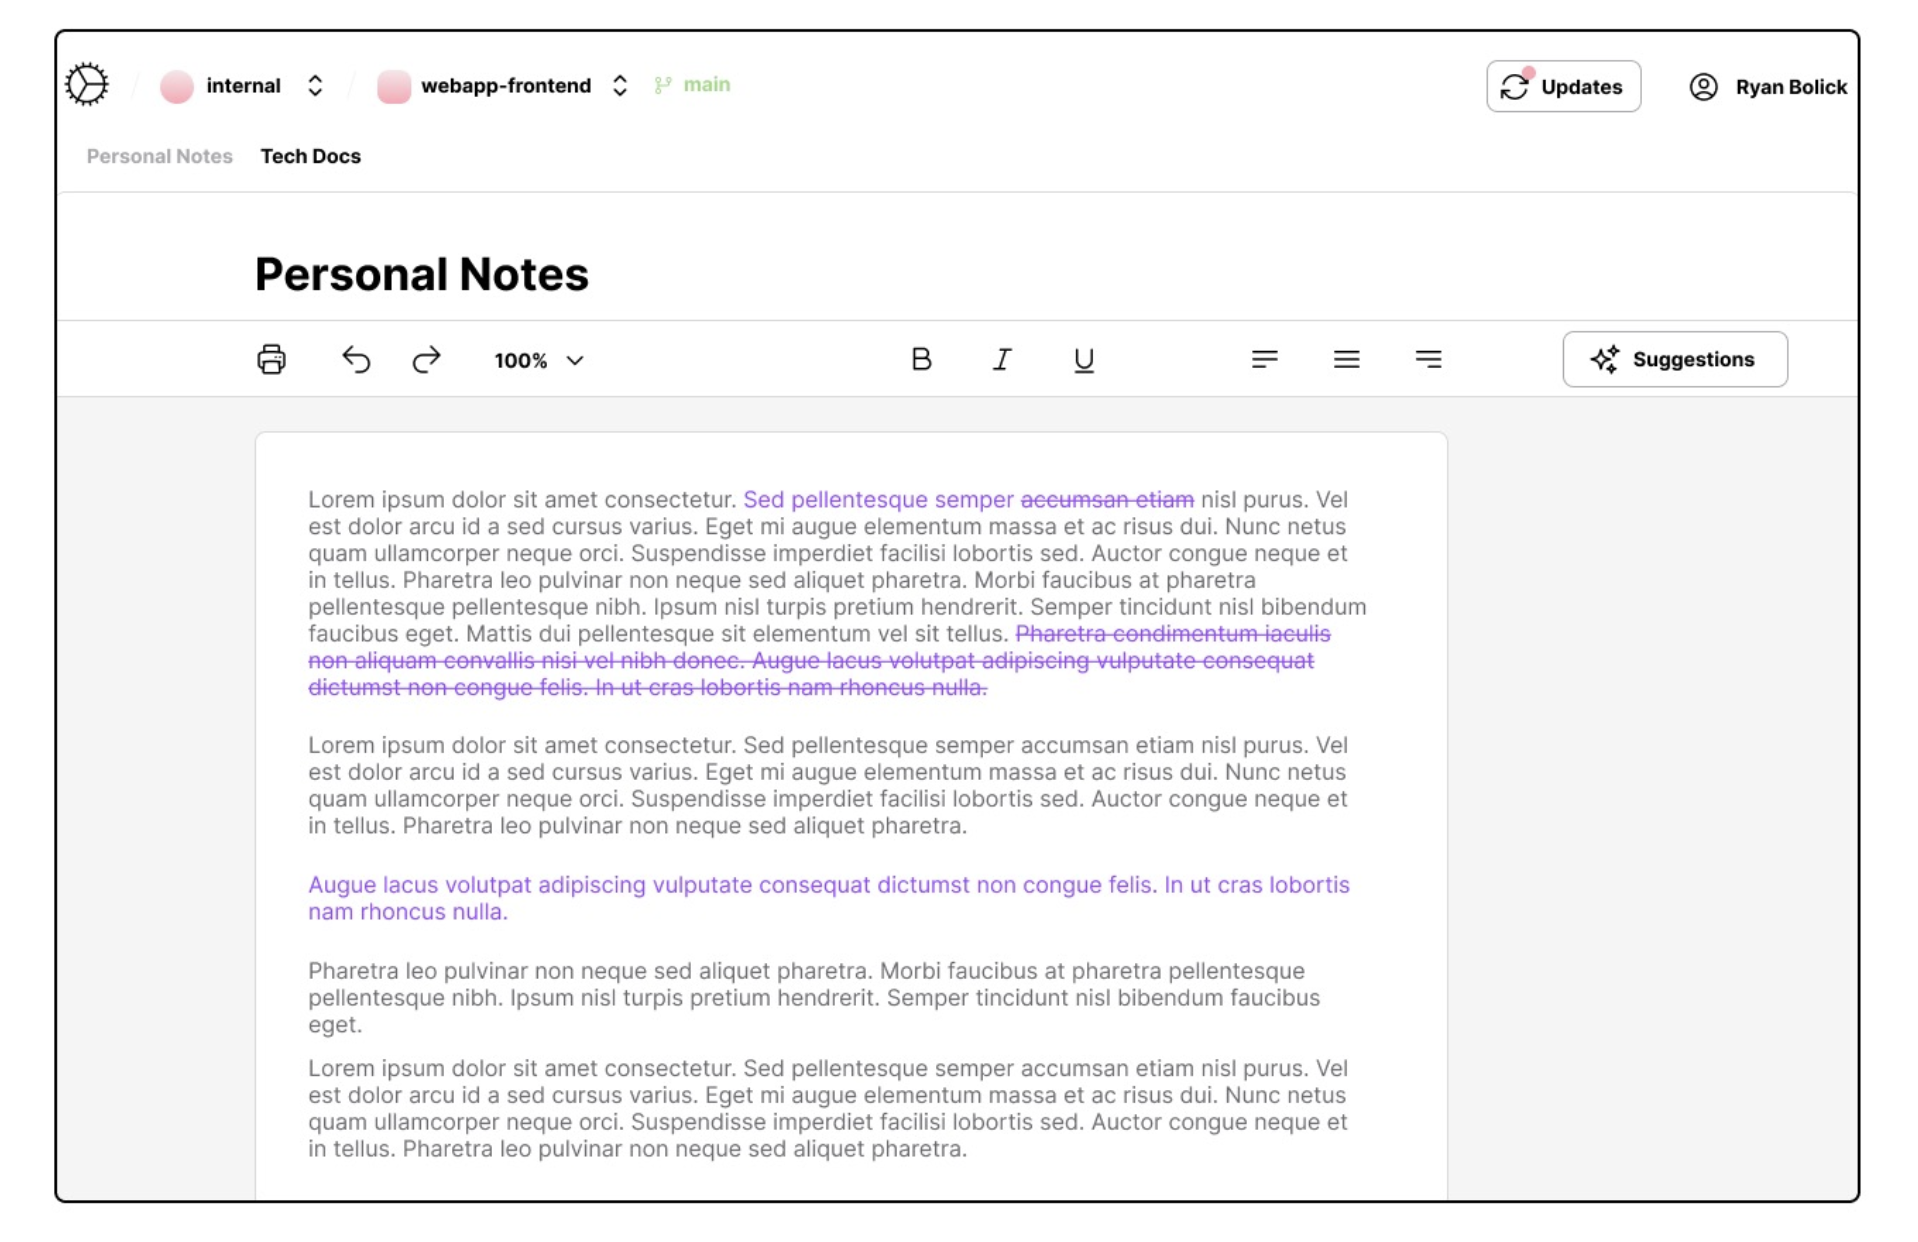 internal webapp-frontend main Updates Ryan Bolick
Personal Notes Tech Docs
Personal Notes
100% B I U Suggestions
Lorem ipsum dolor sit amet consectetur. Sed pellentesque semper accumsan etiam nisl purus. Vel
est dolor arcu id a sed cursus varius. Eget mi augue elementum massa et ac risus dui. Nunc netus
quam ullamcorper neque orci. Suspendisse imperdiet facilisi lobortis sed. Auctor congue neque et
in tellus. Pharetra leo pulvinar non neque sed aliquet pharetra. Morbi faucibus at pharetra
pellentesque pellentesque nibh. Ipsum nisl turpis pretium hendrerit. Semper tincidunt nisl bibendum
faucibus eget. Mattis dui pellentesque sit elementum vel sit tellus. Pharetra condimentum iaculis
non aliquam convallis nisi vel nibh donec. Augue lacus volutpat adipiscing vulputate consequat
dictumst non congue felis. In ut cras lobortis nam rhoncus nulla.
Lorem ipsum dolor sit amet consectetur. Sed pellentesque semper accumsan etiam nisl purus. Vel
est dolor arcu id a sed cursus varius. Eget mi augue elementum massa et ac risus dui. Nunc netus
quam ullamcorper neque orci. Suspendisse imperdiet facilisi lobortis sed. Auctor congue neque et
in tellus. Pharetra leo pulvinar non neque sed aliquet pharetra.
Augue lacus volutpat adipiscing vulputate consequat dictumst non congue felis. In ut cras lobortis
nam rhoncus nulla.
Pharetra leo pulvinar non neque sed aliquet pharetra. Morbi faucibus at pharetra pellentesque
pellentesque nibh. Ipsum nisl turpis pretium hendrerit. Semper tincidunt nisl bibendum faucibus
eget.
Lorem ipsum dolor sit amet consectetur. Sed pellentesque semper accumsan etiam nisl purus. Vel
est dolor arcu id a sed cursus varius. Eget mi augue elementum massa et ac risus dui. Nunc netus
quam ullamcorper neque orci. Suspendisse imperdiet facilisi lobortis sed. Auctor congue neque et
in tellus. Pharetra leo pulvinar non neque sed aliquet pharetra.